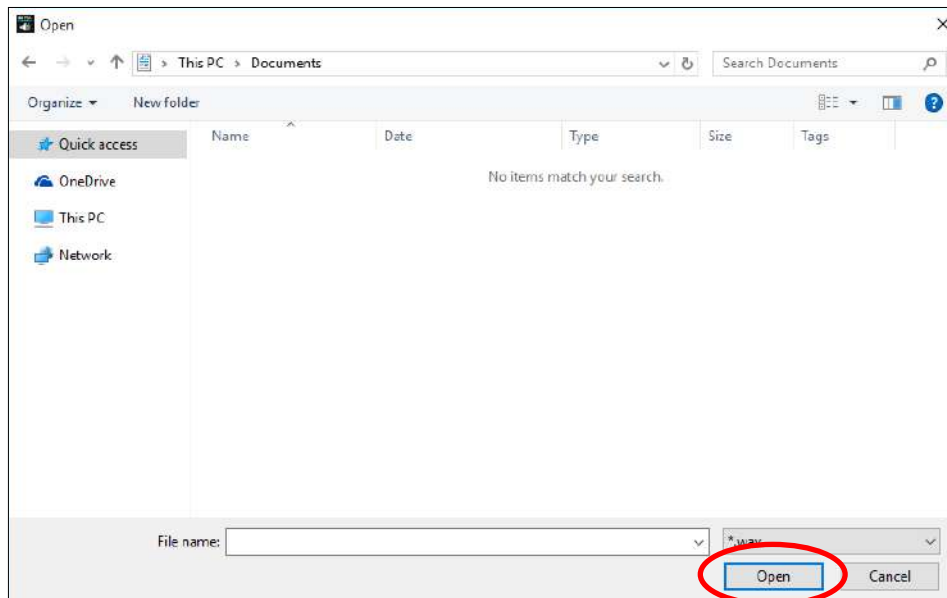 Open
This PC > Documents
Search Documents
Organize
New folder
Name Date Type Size Tags
Quick access
No items match your search.
OneDrive
This PC
Network
File name:
*.wav
Open Cancel